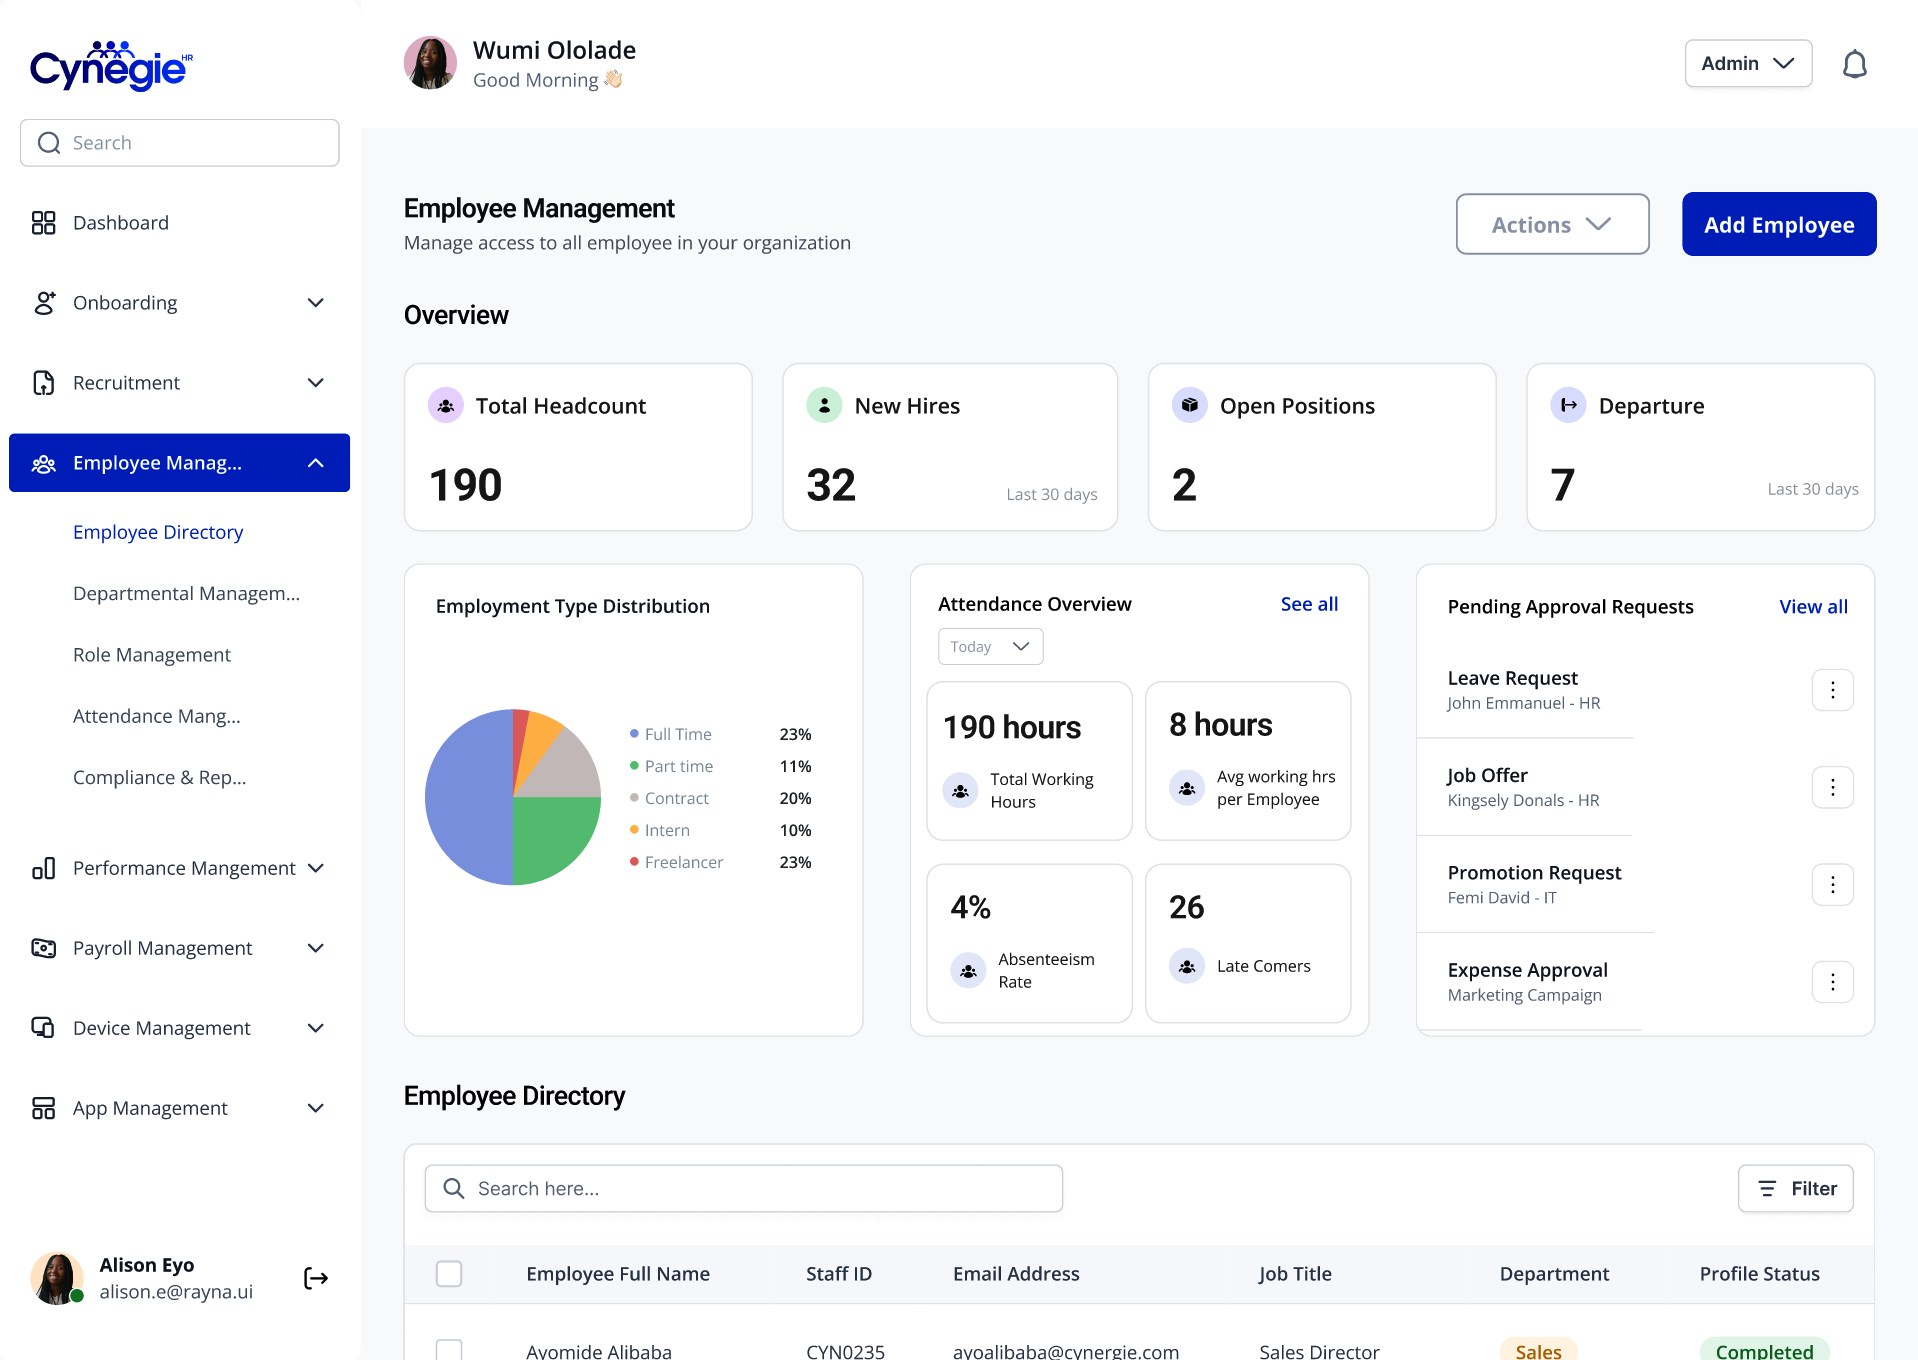 Cynegie HR
Search
Dashboard
Onboarding
Recruitment
Employee Manag...
Employee Directory
Departmental Managem...
Role Management
Attendance Mang...
Compliance & Rep...
Performance Mangement
Payroll Management
Device Management
App Management
Alison Eyo
alison.e@rayna.ui
Wumi Ololade
Good Morning 👋🏻
Admin
Employee Management
Manage access to all employee in your organization
Actions
Add Employee
Overview
Total Headcount
190
New Hires
32
Last 30 days
Open Positions
2
Departure
7
Last 30 days
Employment Type Distribution
Full Time 23%
Part time 11%
Contract 20%
Intern 10%
Freelancer 23%
Attendance Overview
See all
Today
190 hours
Total Working
Hours
8 hours
Avg working hrs
per Employee
4%
Absenteeism
Rate
26
Late Comers
Pending Approval Requests
View all
Leave Request
John Emmanuel - HR
Job Offer
Kingsely Donals - HR
Promotion Request
Femi David - IT
Expense Approval
Marketing Campaign
Employee Directory
Search here...
Filter
Employee Full Name Staff ID Email Address Job Title Department Profile Status
Ayomide Alibaba CYN0235 ayoalibaba@cynergie.com Sales Director Sales Completed